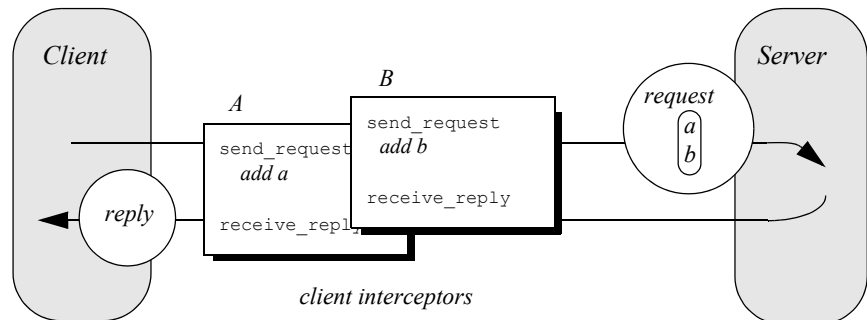 Client
Server
A
B
request
a
b
send_request
add a
receive_reply
send_request
add b
receive_reply
reply
client interceptors